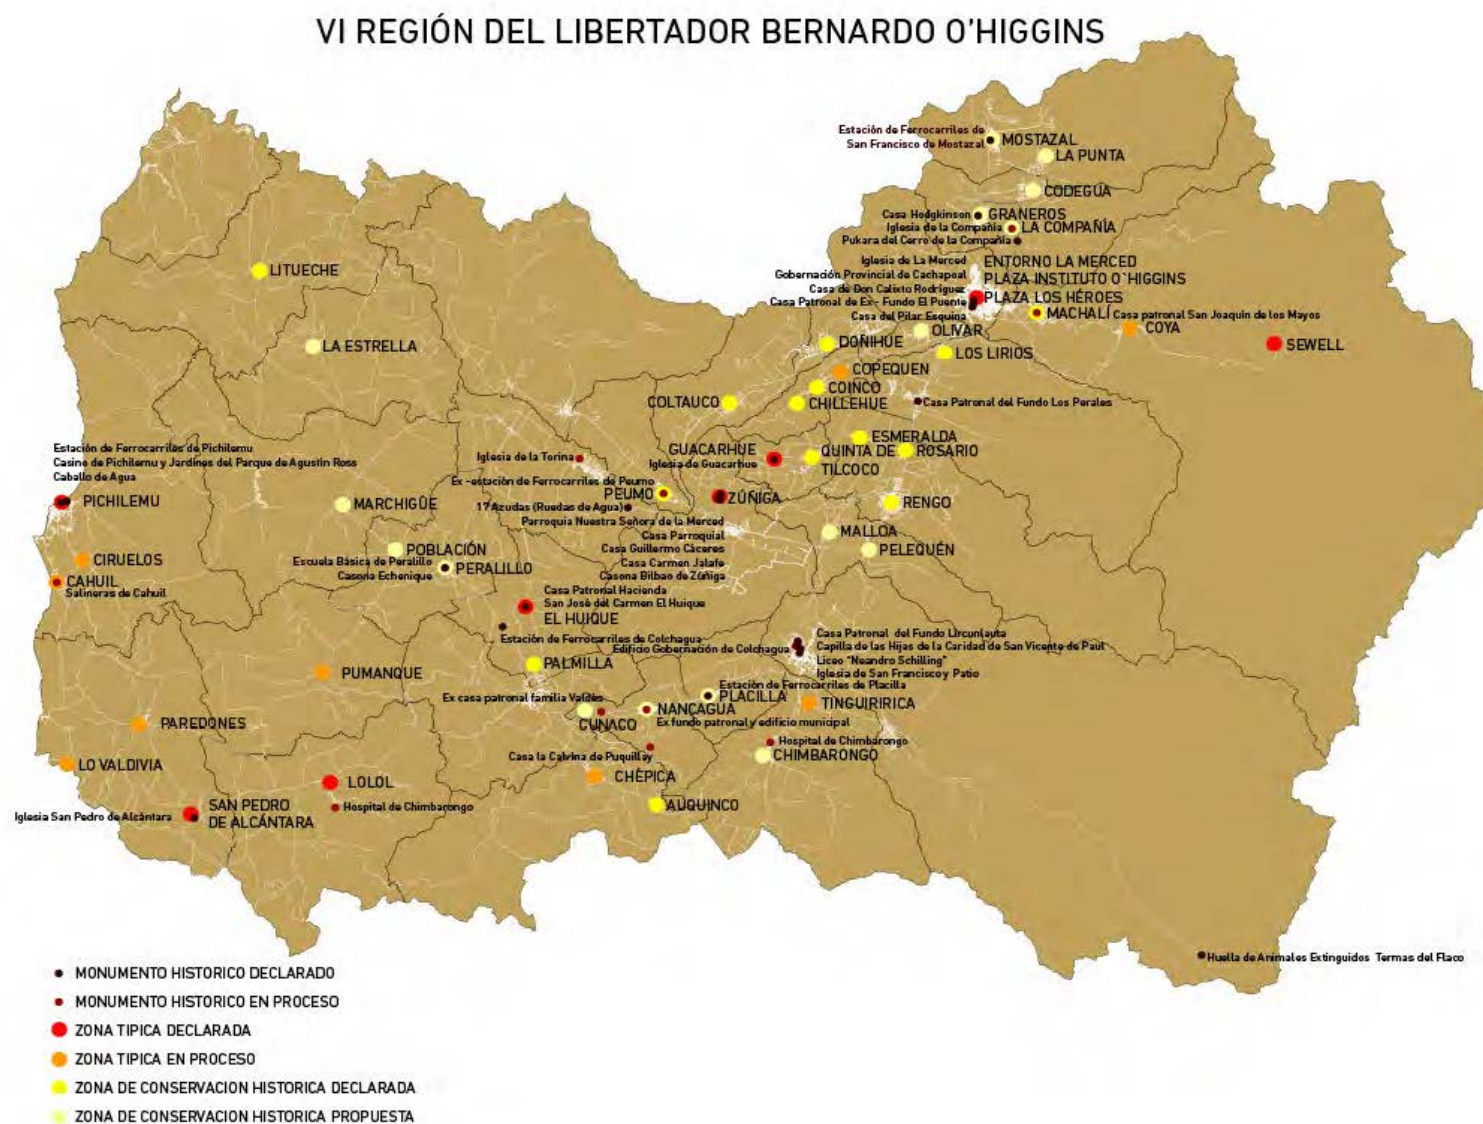 VI REGIÓN DEL LIBERTADOR BERNARDO O'HIGGINS
Estación de Ferrocarriles de
San Francisco de Mostazal
MOSTAZAL
LA PUNTA
CODEGUA
Casa Hodgkinson
GRANEROS
Iglesia de la Compañia
LA COMPAÑÍA
Pukara del Cerro de la Compañia
Iglesia de La Merced
ENTORNO LA MERCED
Gobernación Provincial de Cachapoal
PLAZA INSTITUTO O'HIGGINS
Casa de Don Calixto Rodríguez
PLAZA LOS HÉROES
Casa Patronal de Ex- Fundo El Puente
Casa del Pilar Esquina
MACHALÍ
Casa patronal San Joaquin de los Mayos
COYA
SEWELL
LITUECHE
LA ESTRELLA
OLIVAR
DOÑIHUE
LOS LIRIOS
COPEQUEN
COINCO
COLTAUCO
CHILLEHUE
Casa Patronal del Fundo Los Perales
ESMERALDA
GUACARHUE
Iglesia de Guacarhue
QUINTA DE
TILCOCO
ROSARIO
Estación de Ferrocarriles de Pichilemu
Casino de Pichilemu y Jardínes del Parque de Agustín Ross
Caballo de Agua
PICHILEMU
Iglesia de la Torina
Ex -estación de Ferrocarriles de Peumo
PEUMO
17 Azudas (Ruedas de Agua)
ZÚÑIGA
RENGO
MARCHIGÜE
Parroquia Nuestra Señora de la Merced
Casa Parroquial
Casa Guillermo Cáceres
Casa Carmen Jalafe
Casona Bilbao de Zúñiga
MALLOA
PELEQUÉN
POBLACIÓN
Escuela Básica de Peralillo
Casona Echenique
PERALILLO
CIRUELOS
CAHUIL
Salineras de Cahuil
Casa Patronal Hacienda
San José del Carmen El Huique
EL HUIQUE
Estación de Ferrocarriles de Colchagua
Edificio Gobernación de Colchagua
Casa Patronal del Fundo Lircunlauta
Capilla de las Hijas de la Caridad de San Vicente de Paul
Liceo "Neandro Schilling"
Iglesia de San Francisco y Patio
PALMILLA
PUMANQUE
Estación de Ferrocarriles de Placilla
PLACILLA
Ex casa patronal familia Valdés
CUNACO
NANCAGUA
Ex fundo patronal y edificio municipal
TINGUIRIRICA
PAREDONES
Hospital de Chimbarongo
CHIMBARONGO
Casa la Calvina de Puquillay
CHÉPICA
LO VALDIVIA
LOLOL
Hospital de Chimbarongo
AUQUINCO
Iglesia San Pedro de Alcántara
SAN PEDRO
DE ALCÁNTARA
Huella de Animales Extinguidos Termas del Flaco
MONUMENTO HISTORICO DECLARADO
MONUMENTO HISTORICO EN PROCESO
ZONA TIPICA DECLARADA
ZONA TIPICA EN PROCESO
ZONA DE CONSERVACION HISTORICA DECLARADA
ZONA DE CONSERVACION HISTORICA PROPUESTA